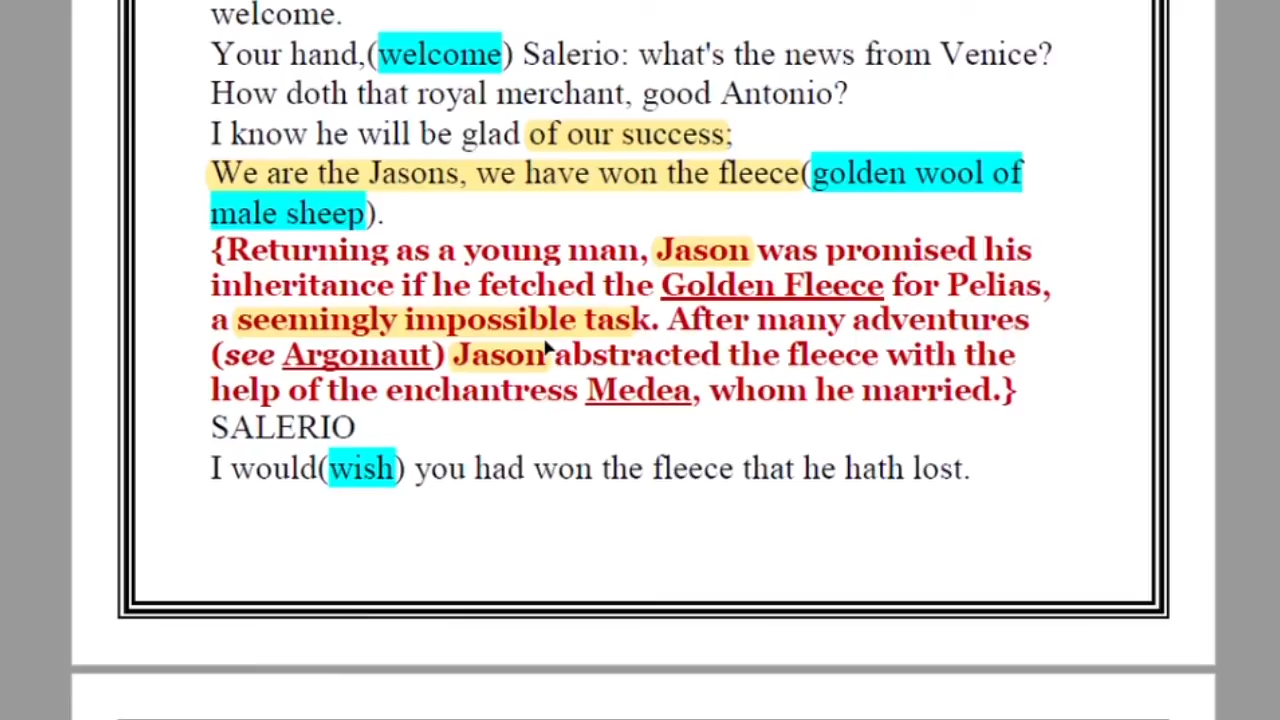 welcome.
Your hand,(welcome) Salerio: what's the news from Venice?
How doth that royal merchant, good Antonio?
I know he will be glad of our success;
We are the Jasons, we have won the fleece(golden wool of
male sheep).
{Returning as a young man, Jason was promised his
inheritance if he fetched the Golden Fleece for Pelias,
a seemingly impossible task. After many adventures
(see Argonaut) Jason abstracted the fleece with the
help of the enchantress Medea, whom he married.}
SALERIO
I would(wish) you had won the fleece that he hath lost.